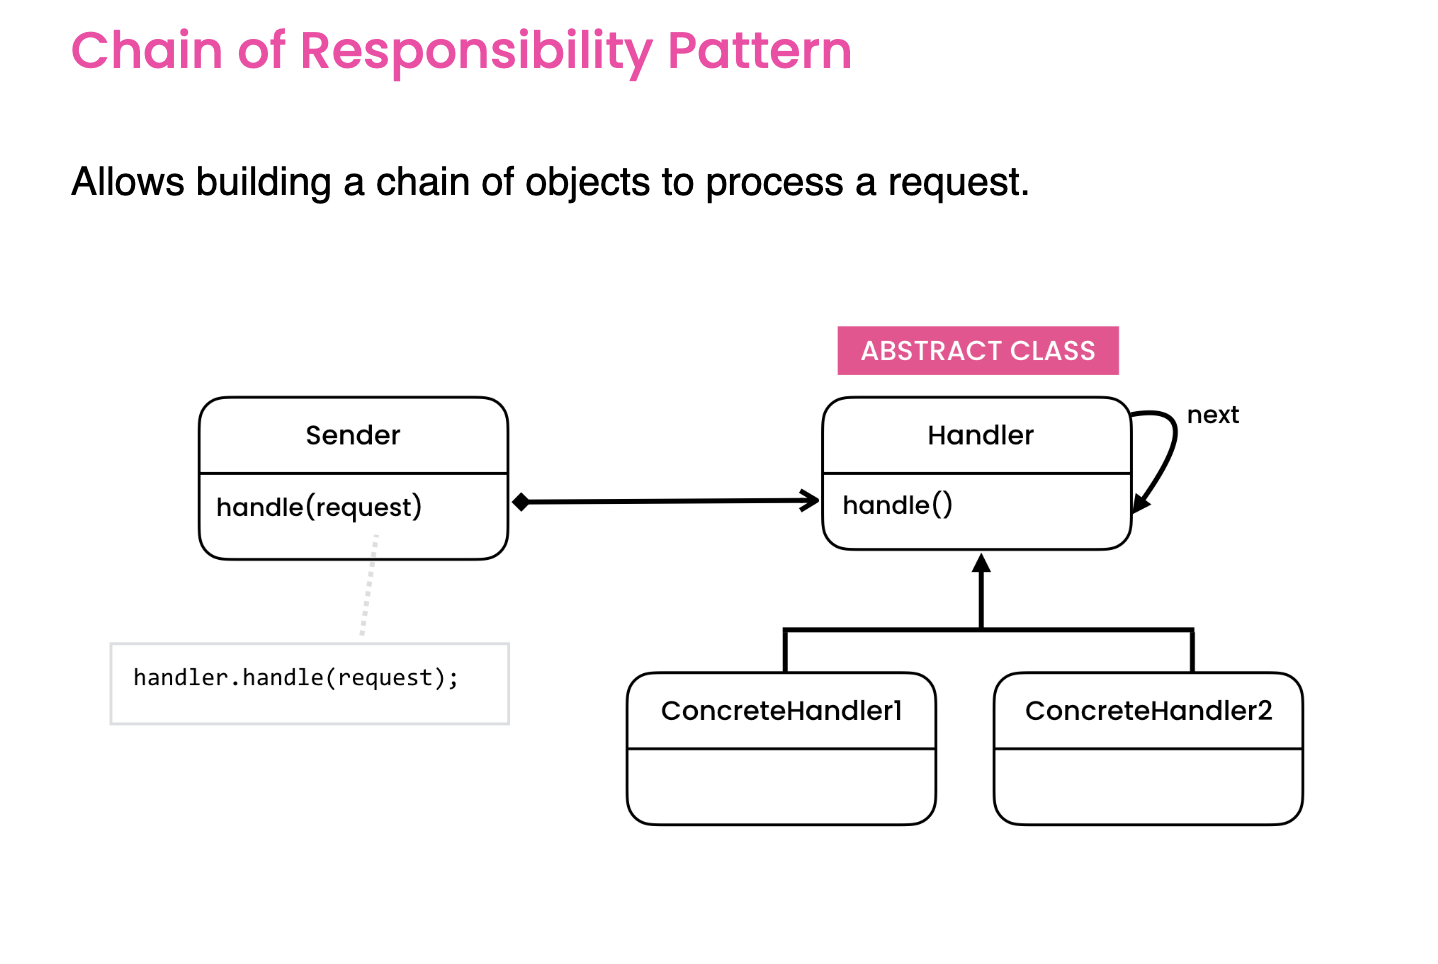 Chain of Responsibility Pattern
Allows building a chain of objects to process a request.
ABSTRACT CLASS
Sender
handle(request)
Handler
handle()
next
handler.handle(request);
ConcreteHandler1
ConcreteHandler2